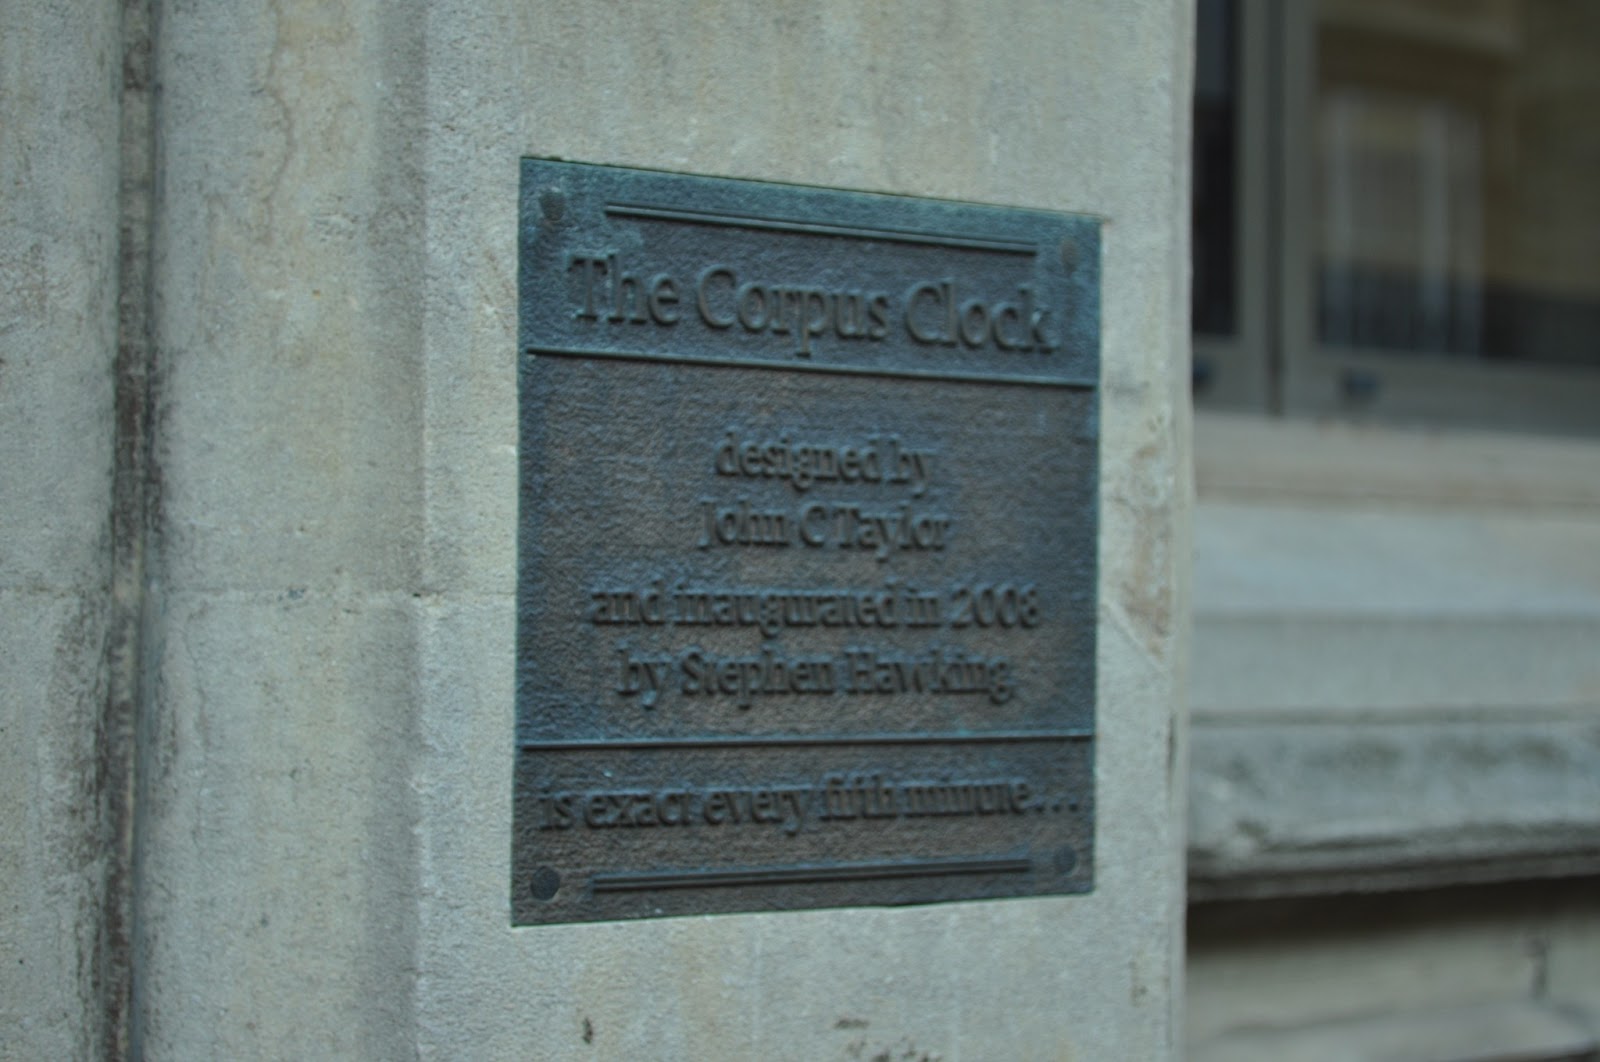 The Corpus Clock
designed by
John C Taylor
and inaugurated in 2008
by Stephen Hawking,
is exact every fifth minute...